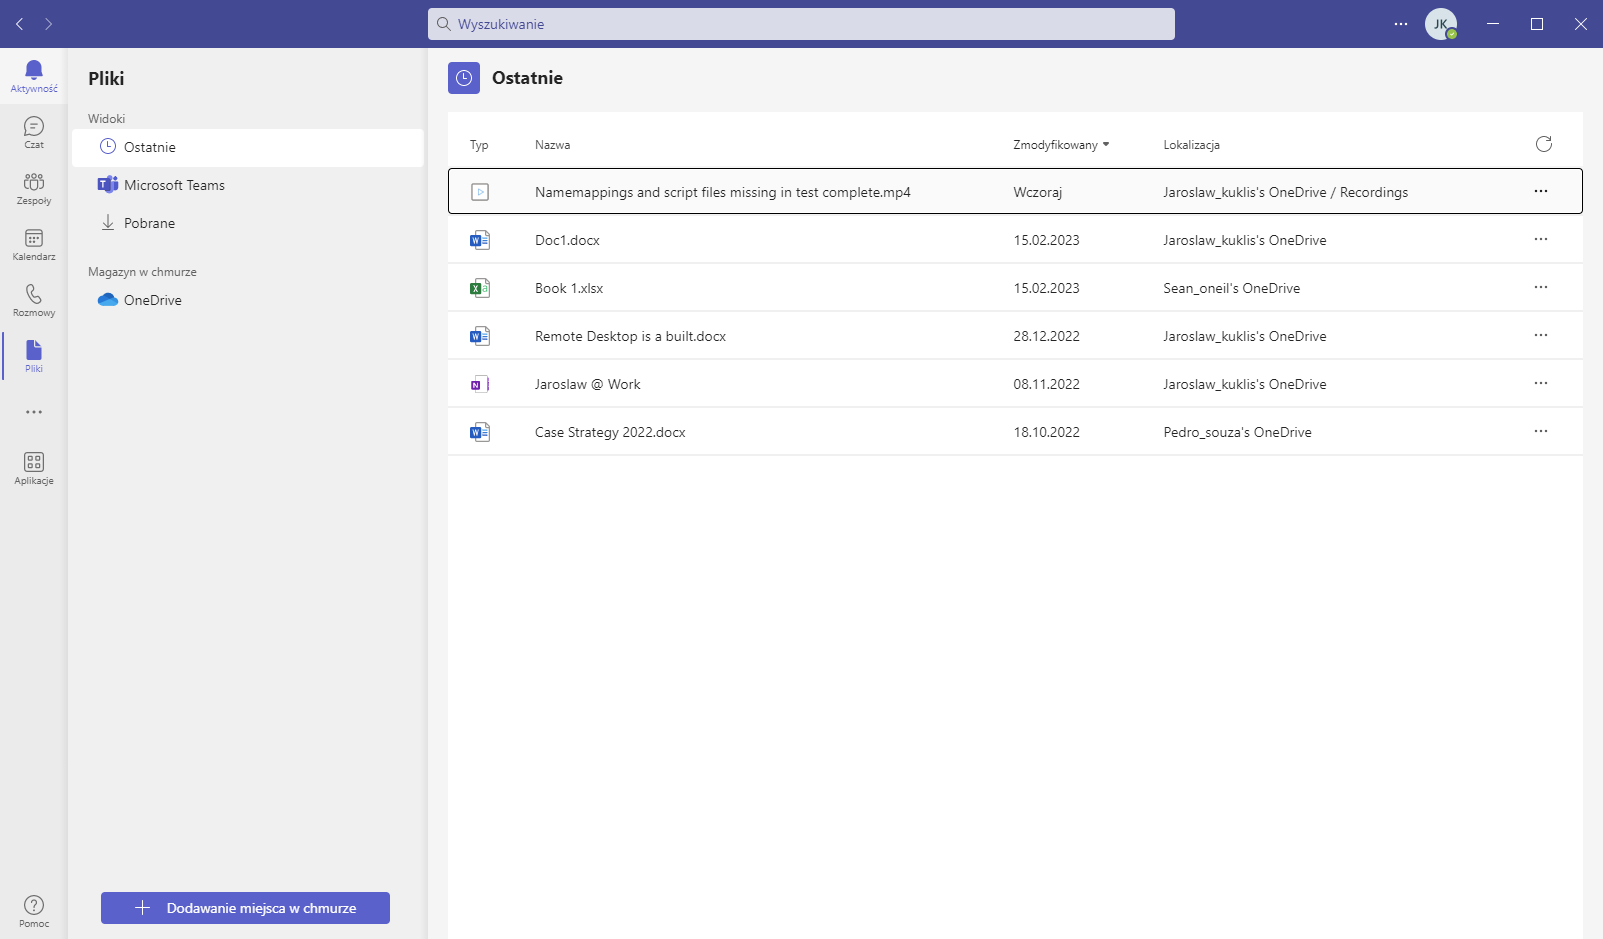 Wyszukiwanie
JK
Aktywność
Czat
Zespoły
Kalendarz
Rozmowy
Pliki
Aplikacje
Pomoc
Pliki
Widoki
Ostatnie
Microsoft Teams
Pobrane
Magazyn w chmurze
OneDrive
Dodawanie miejsca w chmurze
Ostatnie
Typ Nazwa Zmodyfikowany Lokalizacja
Namemappings and script files missing in test complete.mp4 Wczoraj Jaroslaw_kuklis's OneDrive / Recordings
Doc1.docx 15.02.2023 Jaroslaw_kuklis's OneDrive
Book 1.xlsx 15.02.2023 Sean_oneil's OneDrive
Remote Desktop is a built.docx 28.12.2022 Jaroslaw_kuklis's OneDrive
Jaroslaw @ Work 08.11.2022 Jaroslaw_kuklis's OneDrive
Case Strategy 2022.docx 18.10.2022 Pedro_souza's OneDrive